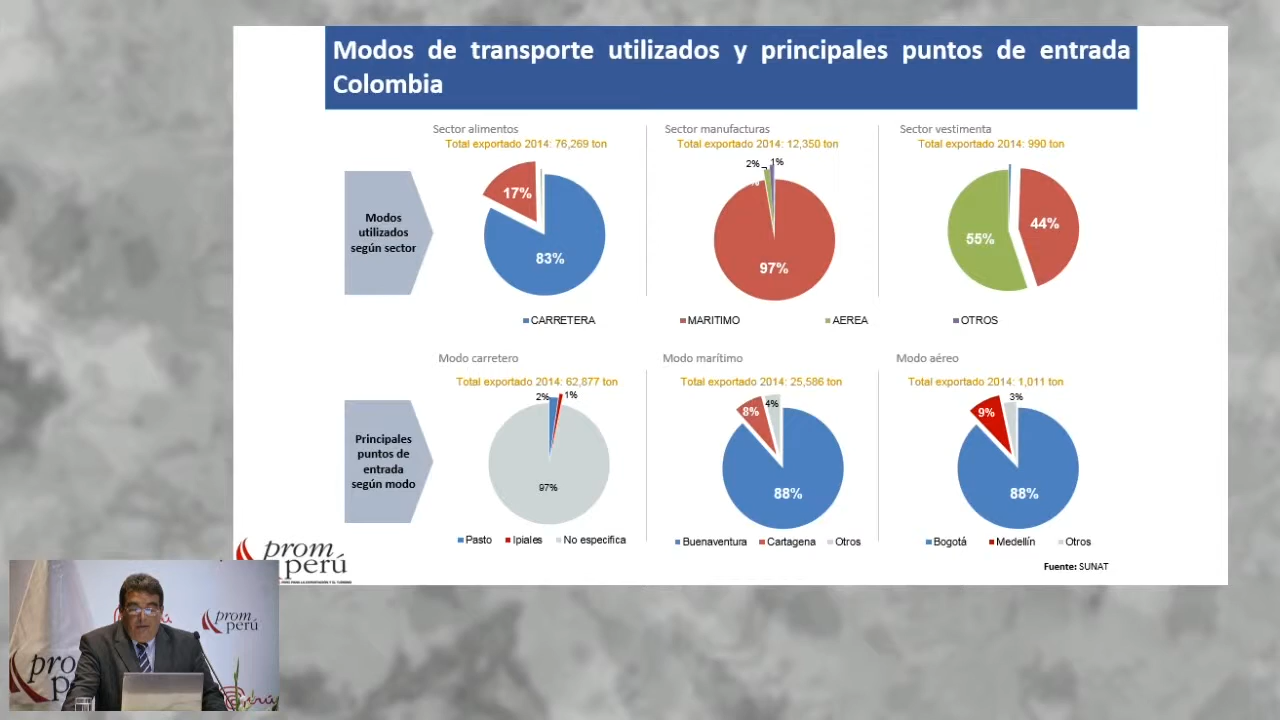 Modos de transporte utilizados y principales puntos de entrada
Colombia
Sector alimentos
Total exportado 2014: 76,269 ton
17%
83%
Sector manufacturas
Total exportado 2014: 12,350 ton
2%
1%
97%
Sector vestimenta
Total exportado 2014: 990 ton
55%
44%
Modos
utilizados
según sector
CARRETERA
MARITIMO
AEREA
OTROS
Modo carretero
Total exportado 2014: 62,877 ton
2%
1%
97%
Pasto
Ipiales
No especifica
Modo marítimo
Total exportado 2014: 25,586 ton
8%
4%
88%
Buenaventura
Cartagena
Otros
Modo aéreo
Total exportado 2014: 1,011 ton
9%
3%
88%
Bogotá
Medellín
Otros
Principales
puntos de
entrada
según modo
Fuente: SUNAT
prom
perú
prom
perú
pro
p